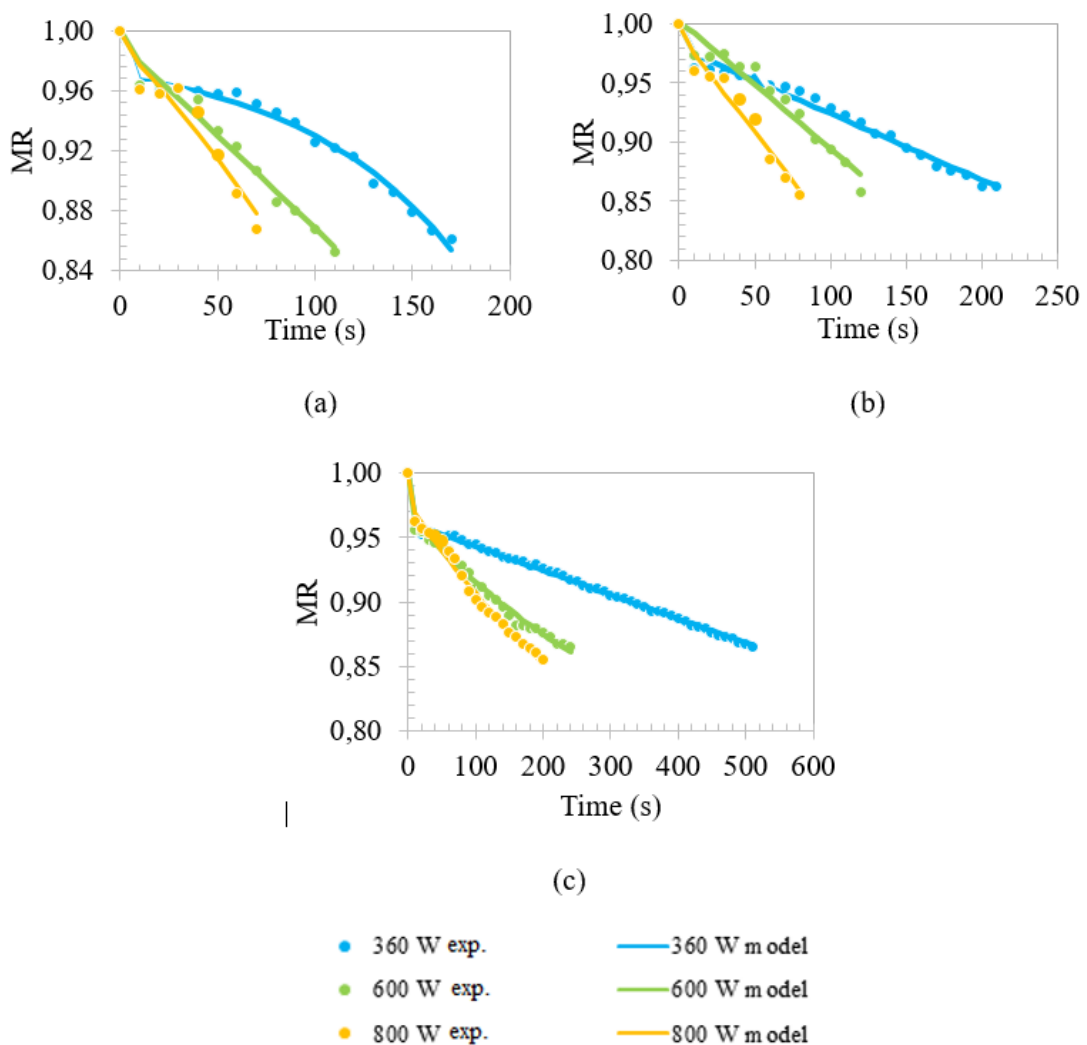 1,00
0,96
0,92
0,88
0,84
MR
0 50 100 150 200
Time (s)
(a)
1,00
0,95
0,90
0,85
0,80
MR
0 50 100 150 200 250
Time (s)
(b)
1,00
0,95
0,90
0,85
0,80
MR
0 100 200 300 400 500 600
Time (s)
(c)
360 W exp. 360 W m odel
600 W exp. 600 W m odel
800 W exp. 800 W m odel